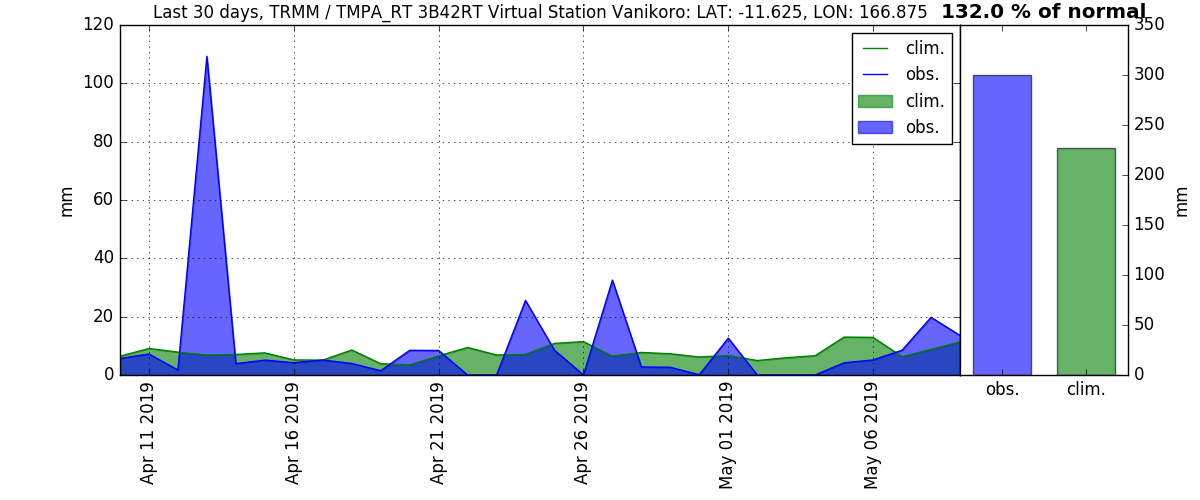 Last 30 days, TRMM / TMPA_RT 3B42RT Virtual Station Vanikoro: LAT: -11.625, LON: 166.875 132.0 % of normal
120
100
80
60
40
20
0
mm
clim.
obs.
clim.
obs.
350
300
250
200
150
100
50
0
mm
obs. clim.
Apr 11 2019
Apr 16 2019
Apr 21 2019
Apr 26 2019
May 01 2019
May 06 2019